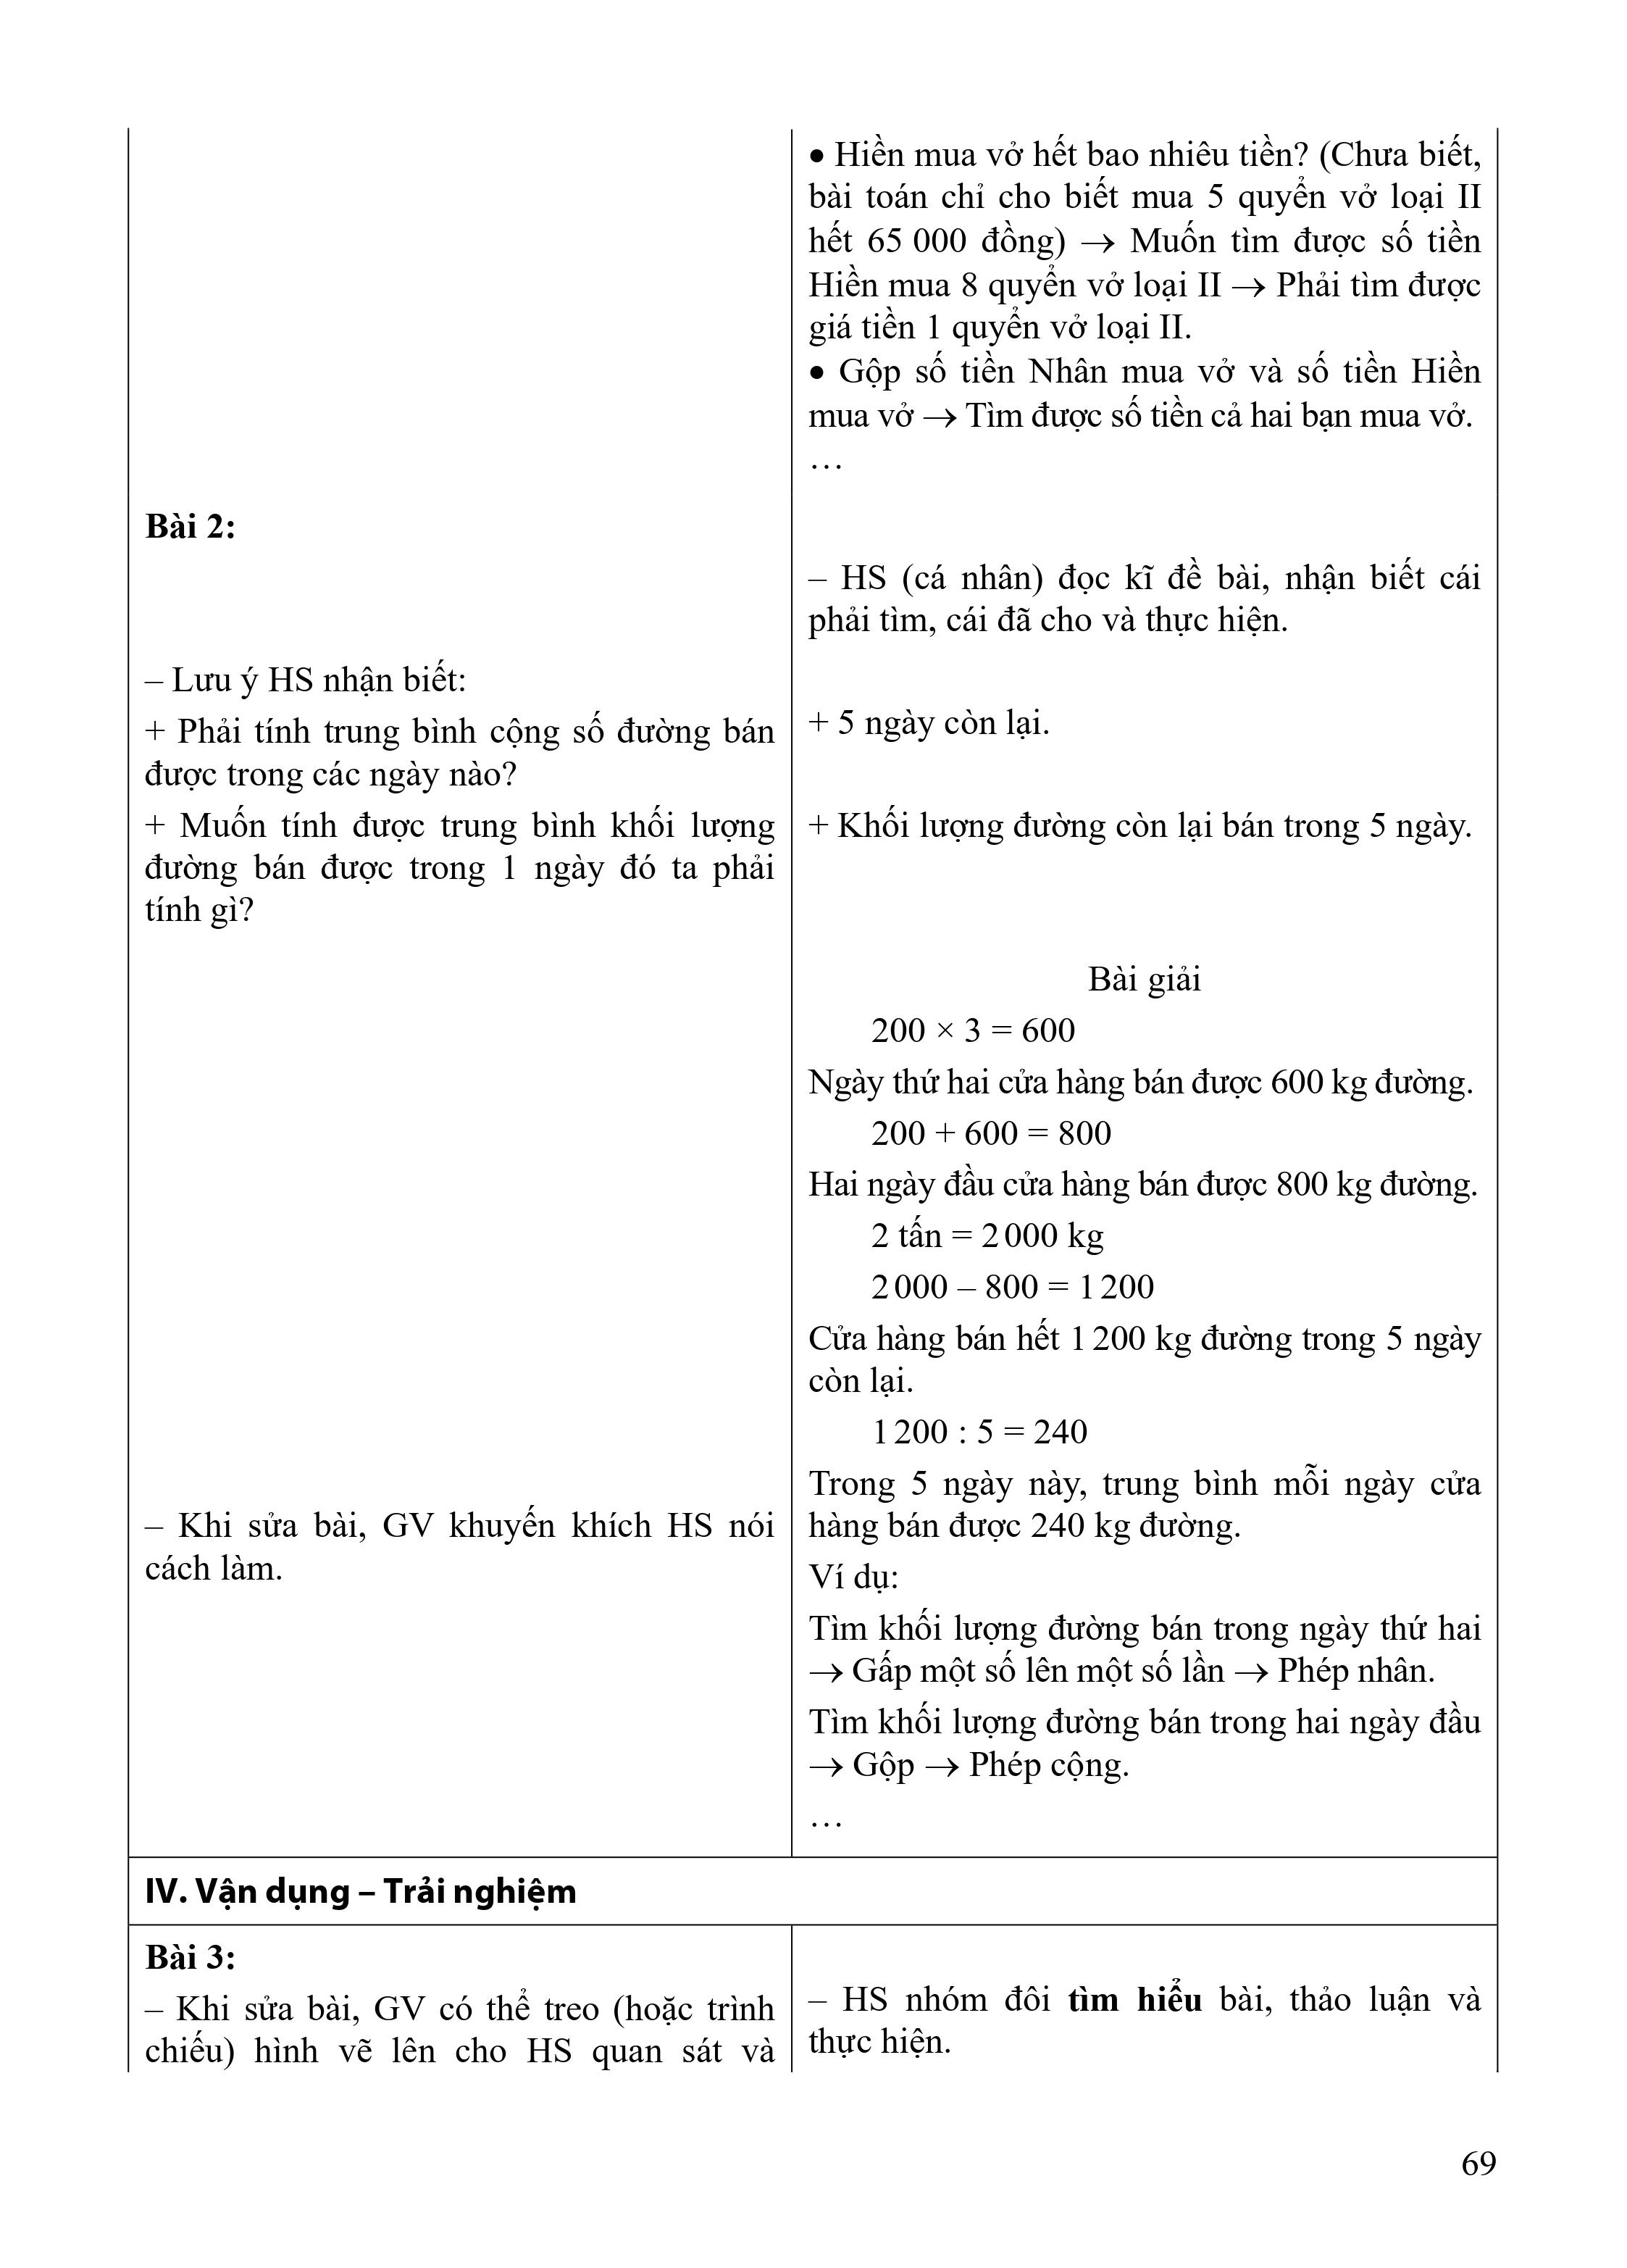 • Hiền mua vở hết bao nhiêu tiền? (Chưa biết,
bài toán chỉ cho biết mua 5 quyển vở loại II
hết 65 000 đồng) → Muốn tìm được số tiền
Hiền mua 8 quyển vở loại II → Phải tìm được
giá tiền 1 quyển vở loại II.
• Gộp số tiền Nhân mua vở và số tiền Hiền
mua vở → Tìm được số tiền cả hai bạn mua vở.
…
Bài 2:
– HS (cá nhân) đọc kĩ đề bài, nhận biết cái
phải tìm, cái đã cho và thực hiện.
– Lưu ý HS nhận biết:
+ Phải tính trung bình cộng số đường bán
được trong các ngày nào?
+ 5 ngày còn lại.
+ Muốn tính được trung bình khối lượng
đường bán được trong 1 ngày đó ta phải
tính gì?
+ Khối lượng đường còn lại bán trong 5 ngày.
Bài giải
200 × 3 = 600
Ngày thứ hai cửa hàng bán được 600 kg đường.
200 + 600 = 800
Hai ngày đầu cửa hàng bán được 800 kg đường.
2 tấn = 2 000 kg
2 000 – 800 = 1 200
Cửa hàng bán hết 1 200 kg đường trong 5 ngày
còn lại.
1 200 : 5 = 240
Trong 5 ngày này, trung bình mỗi ngày cửa
hàng bán được 240 kg đường.
– Khi sửa bài, GV khuyến khích HS nói
cách làm.
Ví dụ:
Tìm khối lượng đường bán trong ngày thứ hai
→ Gấp một số lên một số lần → Phép nhân.
Tìm khối lượng đường bán trong hai ngày đầu
→ Gộp → Phép cộng.
…
IV. Vận dụng – Trải nghiệm
Bài 3:
– Khi sửa bài, GV có thể treo (hoặc trình
chiếu) hình vẽ lên cho HS quan sát và
– HS nhóm đôi tìm hiểu bài, thảo luận và
thực hiện.
69